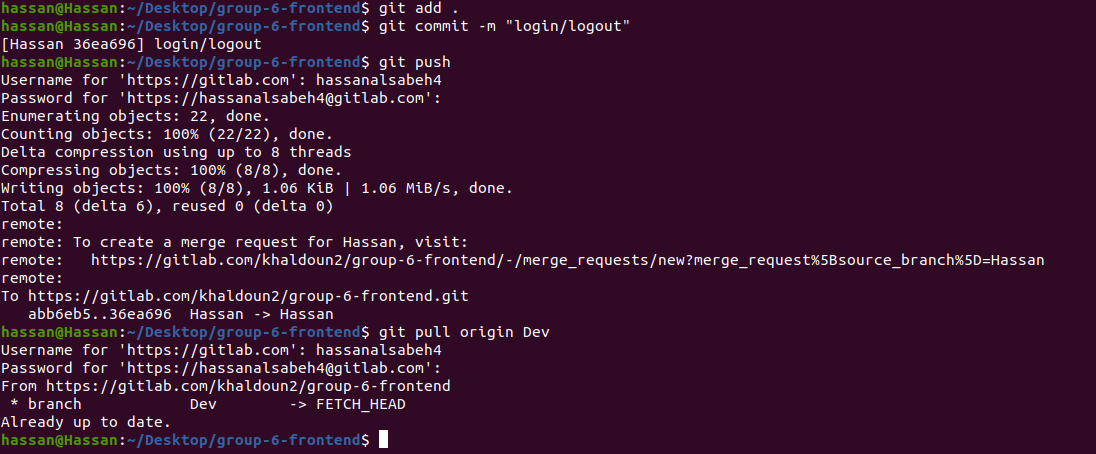 hassan@Hassan:~/Desktop/group-6-frontend$ git add .
hassan@Hassan:~/Desktop/group-6-frontend$ git commit -m "login/logout"
[Hassan 36ea696] login/logout
hassan@Hassan:~/Desktop/group-6-frontend$ git push
Username for 'https://gitlab.com': hassanalsabeh4
Password for 'https://hassanalsabeh4@gitlab.com':
Enumerating objects: 22, done.
Counting objects: 100% (22/22), done.
Delta compression using up to 8 threads
Compressing objects: 100% (8/8), done.
Writing objects: 100% (8/8), 1.06 KiB | 1.06 MiB/s, done.
Total 8 (delta 6), reused 0 (delta 0)
remote:
remote: To create a merge request for Hassan, visit:
remote:   https://gitlab.com/khaldoun2/group-6-frontend/-/merge_requests/new?merge_request%5Bsource_branch%5D=Hassan
remote:
To https://gitlab.com/khaldoun2/group-6-frontend.git
   abb6eb5..36ea696  Hassan -> Hassan
hassan@Hassan:~/Desktop/group-6-frontend$ git pull origin Dev
Username for 'https://gitlab.com': hassanalsabeh4
Password for 'https://hassanalsabeh4@gitlab.com':
From https://gitlab.com/khaldoun2/group-6-frontend
 * branch            Dev        -> FETCH_HEAD
Already up to date.
hassan@Hassan:~/Desktop/group-6-frontend$